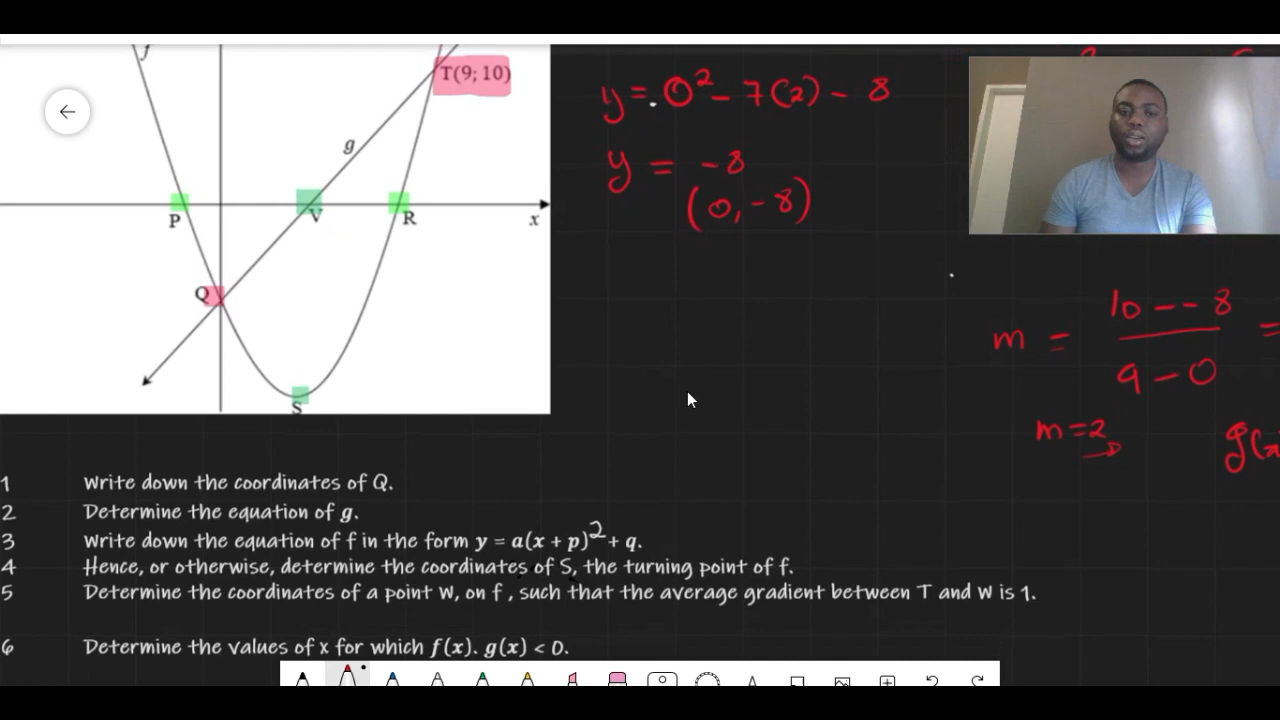 f
T(9; 10)
g
P
V
R
x
Q
S
y = 0² - 7(2) - 8
y = -8
(0, -8)
m = 10 - - 8 / 9 - 0 =
m = 2
g(x
1 Write down the coordinates of Q.
2 Determine the equation of g.
3 Write down the equation of f in the form y = a(x + p)² + q.
4 Hence, or otherwise, determine the coordinates of S, the turning point of f.
5 Determine the coordinates of a point W, on f , such that the average gradient between T and W is 1.
6 Determine the values of x for which f(x). g(x) < 0.